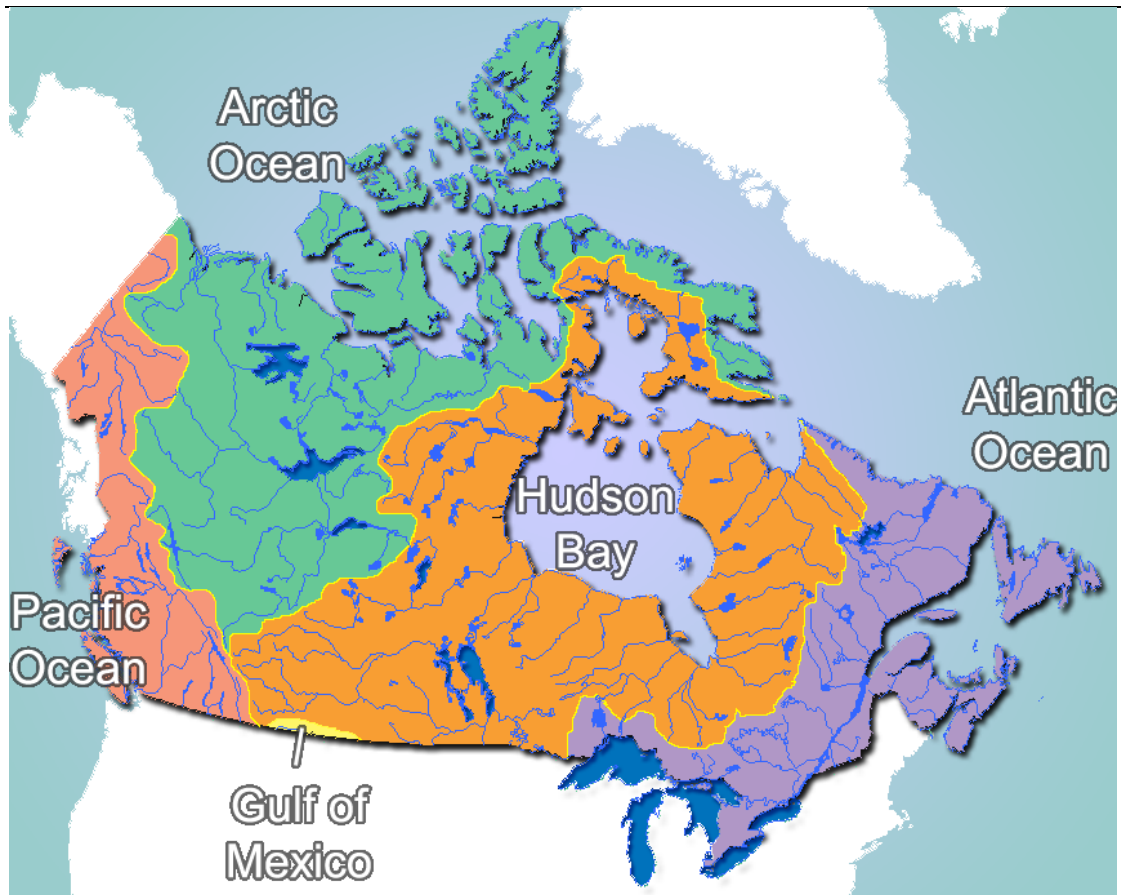 Arctic
Ocean
Atlantic
Ocean
Hudson
Bay
Pacific
Ocean
Gulf of
Mexico